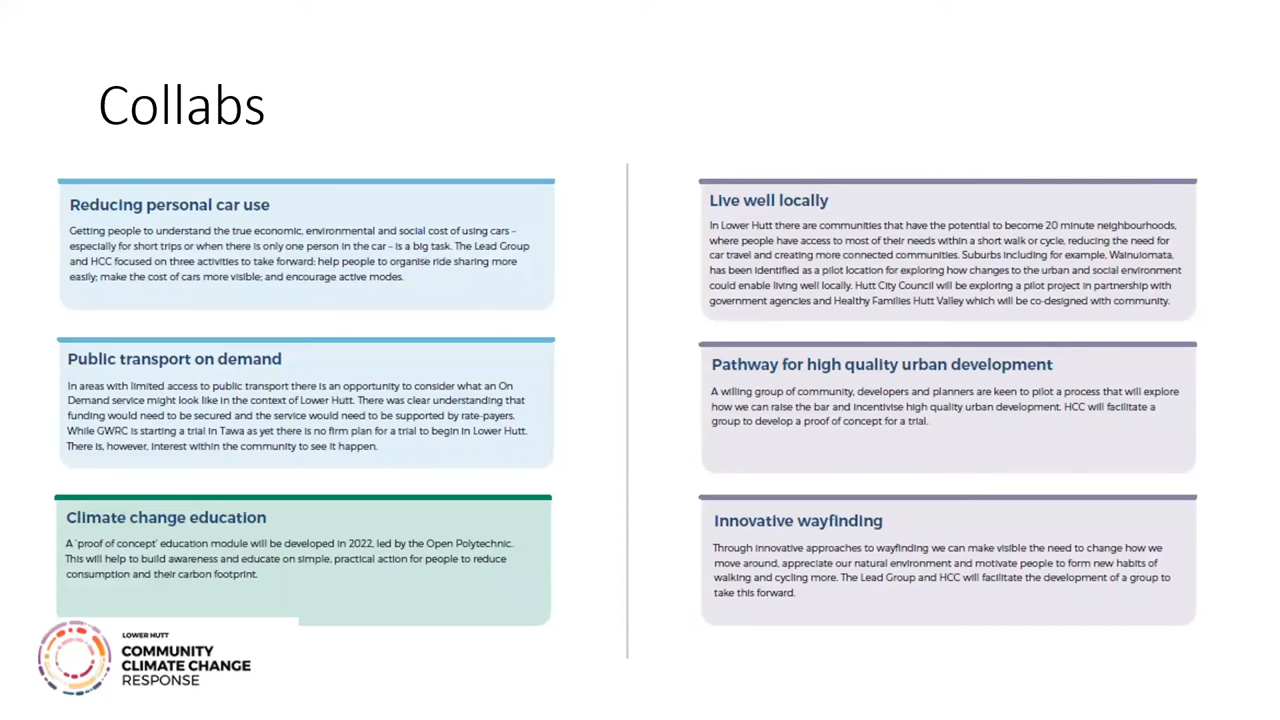 Collabs
Reducing personal car use
Getting people to understand the true economic, environmental and social cost of using cars –
especially for short trips or when there is only one person in the car – is a big task. The Lead Group
and HCC focused on three activities to take forward: help people to organise ride sharing more
easily; make the cost of cars more visible; and encourage active modes.
Public transport on demand
In areas with limited access to public transport there is an opportunity to consider what an On
Demand service might look like in the context of Lower Hutt. There was clear understanding that
funding would need to be secured and the service would need to be supported by rate-payers.
While GWRC is starting a trial in Tawa as yet there is no firm plan for a trial to begin in Lower Hutt.
There is, however, interest within the community to see it happen.
Climate change education
A 'proof of concept' education module will be developed in 2022, led by the Open Polytechnic.
This will help to build awareness and educate on simple, practical action for people to reduce
consumption and their carbon footprint.
Live well locally
In Lower Hutt there are communities that have the potential to become 20 minute neighbourhoods,
where people have access to most of their needs within a short walk or cycle, reducing the need for
car travel and creating more connected communities. Suburbs including for example, Wainuiomata,
has been identified as a pilot location for exploring how changes to the urban and social environment
could enable living well locally. Hutt City Council will be exploring a pilot project in partnership with
government agencies and Healthy Families Hutt Valley which will be co-designed with community.
Pathway for high quality urban development
A willing group of community, developers and planners are keen to pilot a process that will explore
how we can raise the bar and incentivise high quality urban development. HCC will facilitate a
group to develop a proof of concept for a trial.
Innovative wayfinding
Through innovative approaches to wayfinding we can make visible the need to change how we
move around, appreciate our natural environment and motivate people to form new habits of
walking and cycling more. The Lead Group and HCC will facilitate the development of a group to
take this forward.
LOWER HUTT
COMMUNITY
CLIMATE CHANGE
RESPONSE